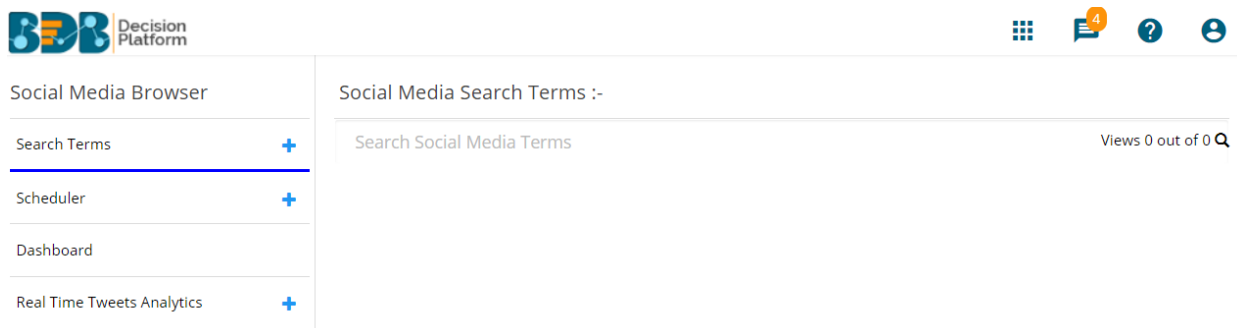 BDB Decision Platform
4
Social Media Browser
Social Media Search Terms :-
Search Terms
Search Social Media Terms
Views 0 out of 0
Scheduler
Dashboard
Real Time Tweets Analytics